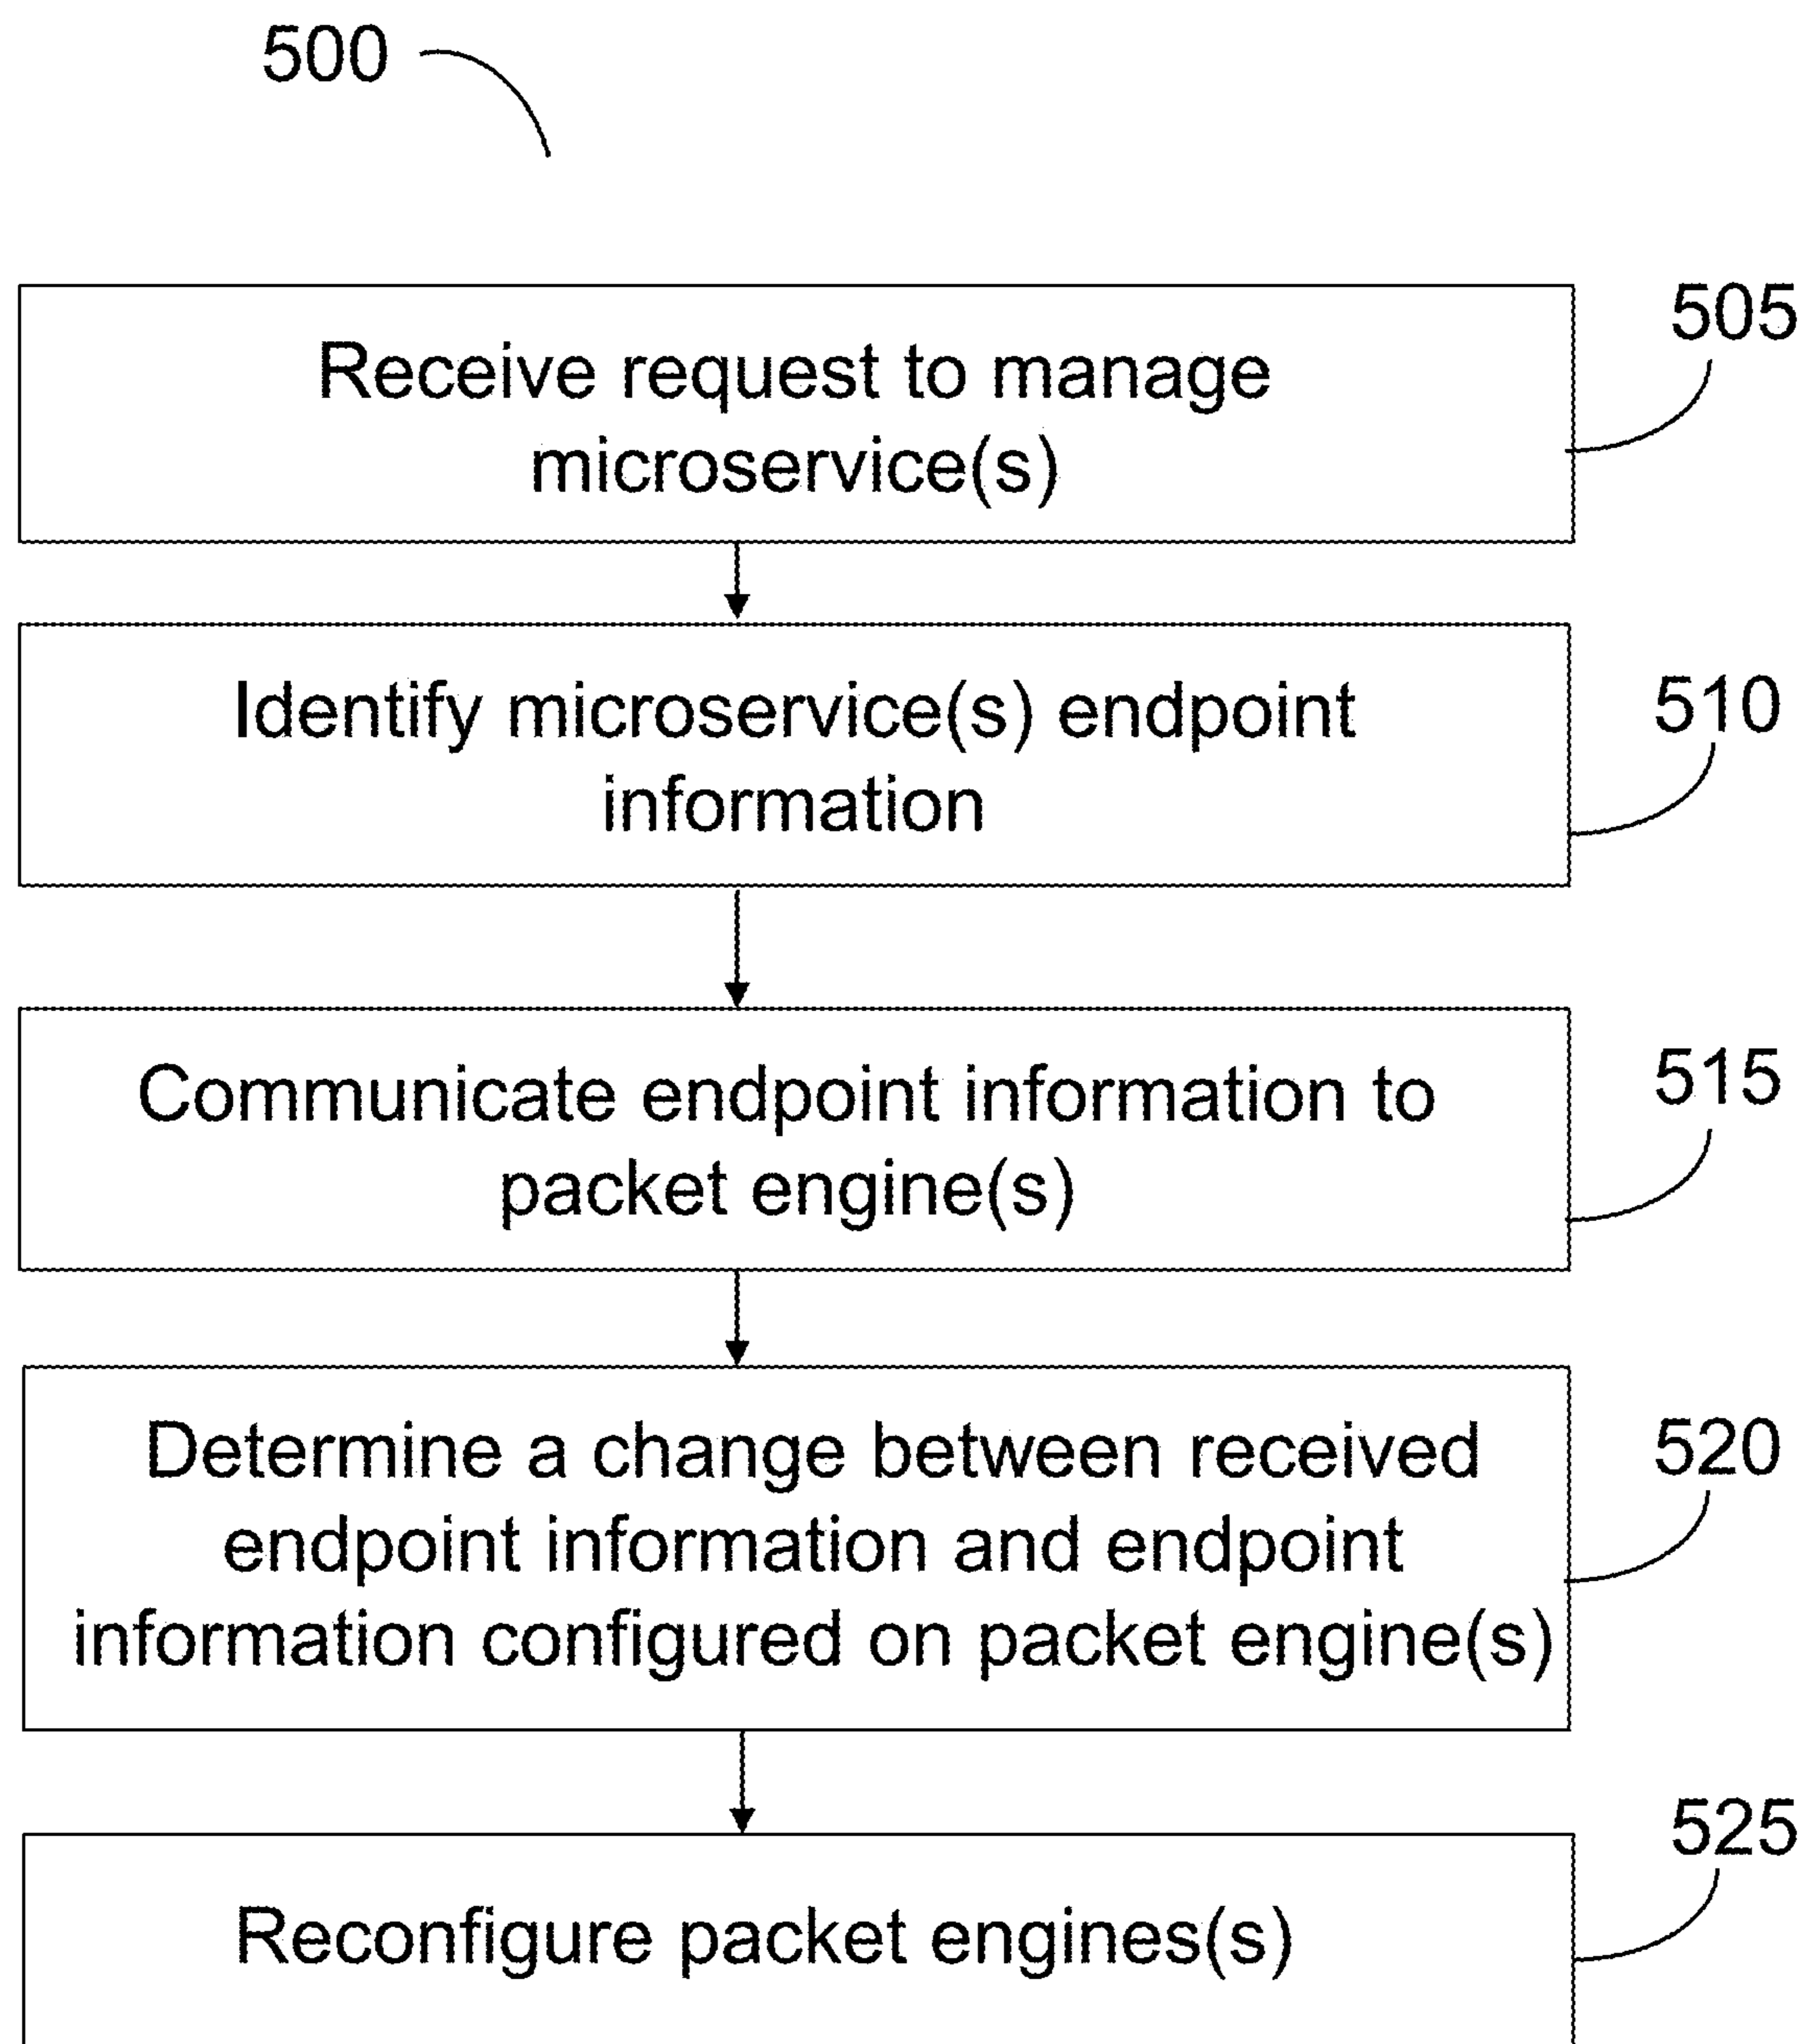 500
505
Receive request to manage
microservice(s)
510
Identify microservice(s) endpoint
information
515
Communicate endpoint information to
packet engine(s)
520
Determine a change between received
endpoint information and endpoint
information configured on packet engine(s)
525
Reconfigure packet engines(s)